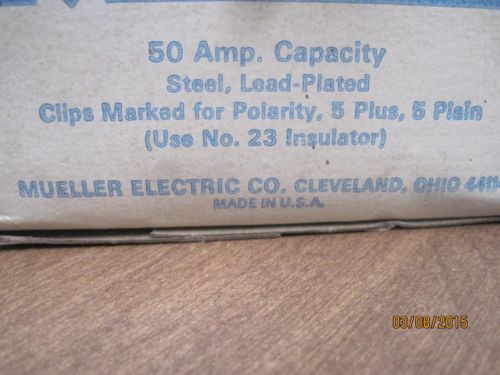 50 Amp. Capacity
Steel, Lead-Plated
Clips Marked for Polarity, 5 Plus, 5 Plain
(Use No. 23 Insulator)
MUELLER ELECTRIC CO. CLEVELAND, OHIO 4411
MADE IN U.S.A.
03/08/2015